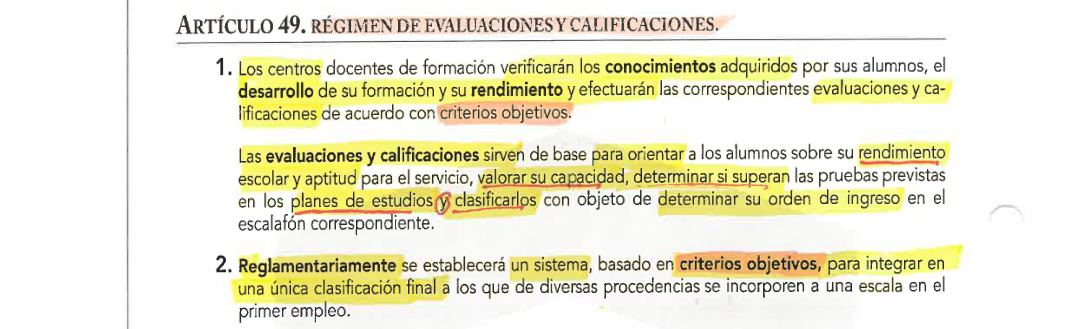 ARTÍCULO 49. RÉGIMEN DE EVALUACIONES Y CALIFICACIONES.
1. Los centros docentes de formación verificarán los conocimientos adquiridos por sus alumnos, el
desarrollo de su formación y su rendimiento y efectuarán las correspondientes evaluaciones y ca-
lificaciones de acuerdo con criterios objetivos.
Las evaluaciones y calificaciones sirven de base para orientar a los alumnos sobre su rendimiento
escolar y aptitud para el servicio, valorar su capacidad, determinar si superan las pruebas previstas
en los planes de estudios y clasificarlos con objeto de determinar su orden de ingreso en el
escalafón correspondiente.
2. Reglamentariamente se establecerá un sistema, basado en criterios objetivos, para integrar en
una única clasificación final a los que de diversas procedencias se incorporen a una escala en el
primer empleo.